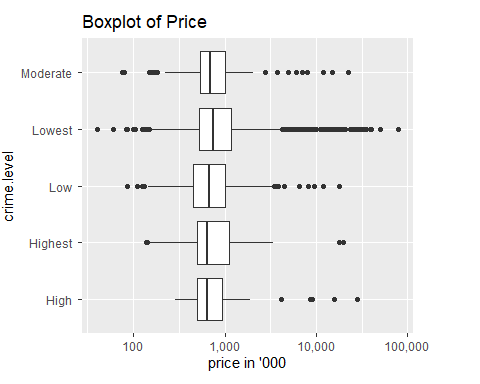 Boxplot of Price
crime.level
Moderate
Lowest
Low
Highest
High
100
1,000
10,000
100,000
price in '000